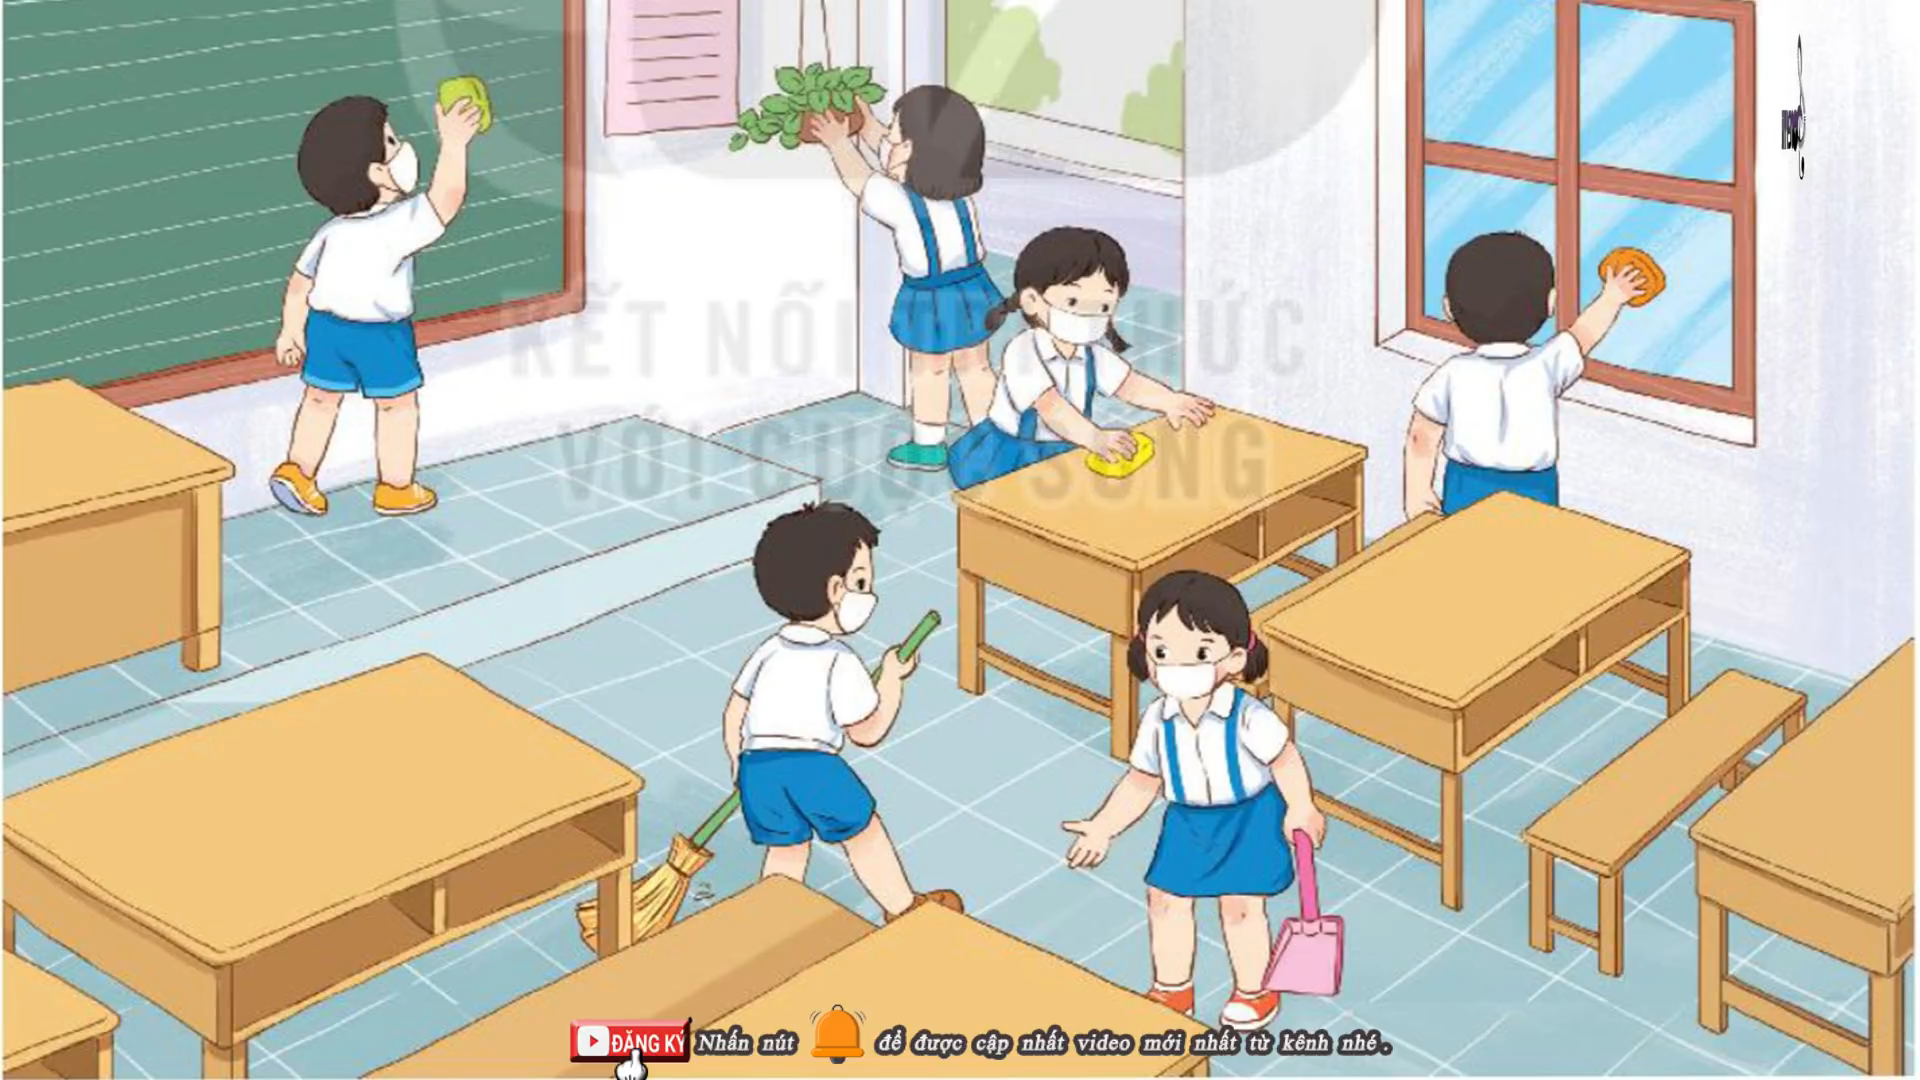 KẾT NỐI TRI THỨC
VỚI CUỘC SỐNG
ĐĂNG KÝ Nhấn nút để được cập nhất video mới nhất từ kênh nhé.